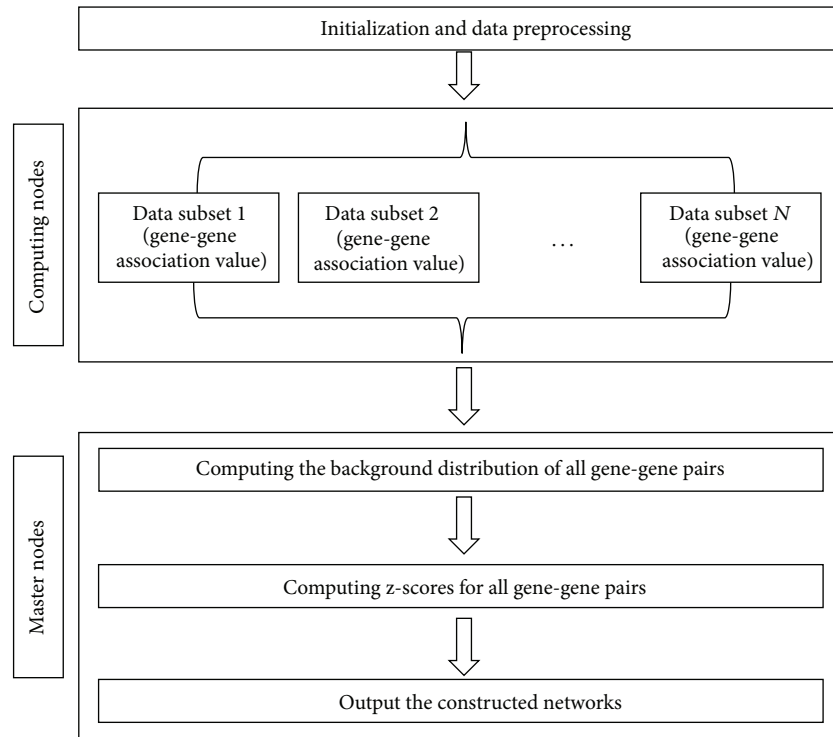 Initialization and data preprocessing
Computing nodes
Data subset 1
(gene-gene
association value)
Data subset 2
(gene-gene
association value)
...
Data subset N
(gene-gene
association value)
Master nodes
Computing the background distribution of all gene-gene pairs
Computing z-scores for all gene-gene pairs
Output the constructed networks